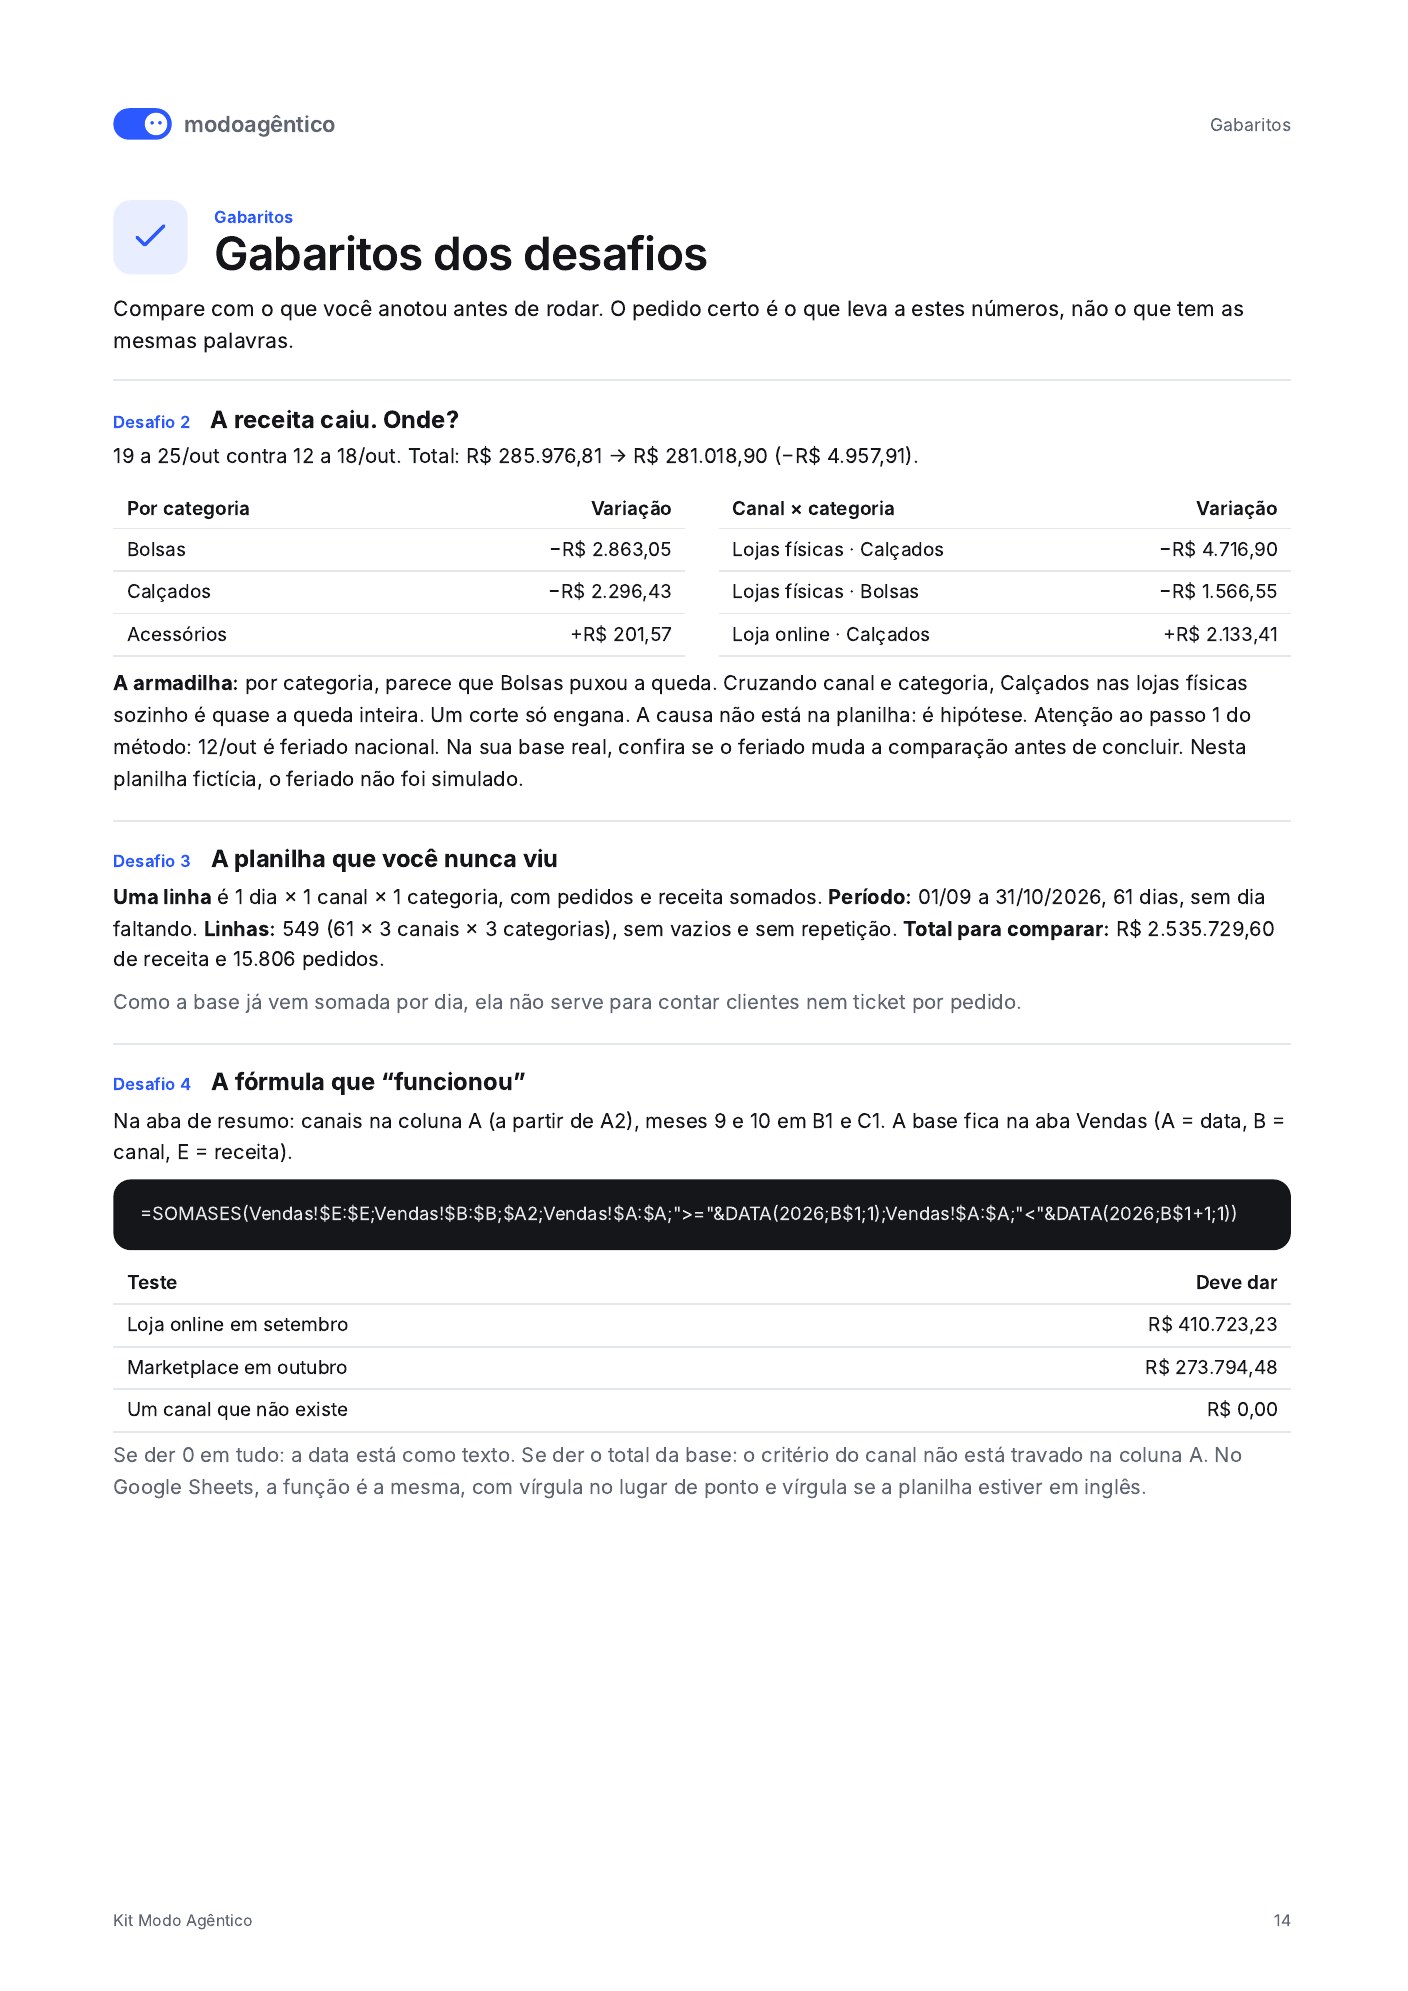 modoagêntico
Gabaritos
Gabaritos
Gabaritos dos desafios
Compare com o que você anotou antes de rodar. O pedido certo é o que leva a estes números, não o que tem as
mesmas palavras.
Desafio 2 A receita caiu. Onde?
19 a 25/out contra 12 a 18/out. Total: R$ 285.976,81 → R$ 281.018,90 (−R$ 4.957,91).
Por categoria Variação
Bolsas −R$ 2.863,05
Calçados −R$ 2.296,43
Acessórios +R$ 201,57
Canal × categoria Variação
Lojas físicas · Calçados −R$ 4.716,90
Lojas físicas · Bolsas −R$ 1.566,55
Loja online · Calçados +R$ 2.133,41
A armadilha: por categoria, parece que Bolsas puxou a queda. Cruzando canal e categoria, Calçados nas lojas físicas
sozinho é quase a queda inteira. Um corte só engana. A causa não está na planilha: é hipótese. Atenção ao passo 1 do
método: 12/out é feriado nacional. Na sua base real, confira se o feriado muda a comparação antes de concluir. Nesta
planilha fictícia, o feriado não foi simulado.
Desafio 3 A planilha que você nunca viu
Uma linha é 1 dia × 1 canal × 1 categoria, com pedidos e receita somados. Período: 01/09 a 31/10/2026, 61 dias, sem dia
faltando. Linhas: 549 (61 × 3 canais × 3 categorias), sem vazios e sem repetição. Total para comparar: R$ 2.535.729,60
de receita e 15.806 pedidos.
Como a base já vem somada por dia, ela não serve para contar clientes nem ticket por pedido.
Desafio 4 A fórmula que “funcionou”
Na aba de resumo: canais na coluna A (a partir de A2), meses 9 e 10 em B1 e C1. A base fica na aba Vendas (A = data, B =
canal, E = receita).
=SOMASES(Vendas!$E:$E;Vendas!$B:$B;$A2;Vendas!$A:$A;">="&DATA(2026;B$1;1);Vendas!$A:$A;"<"&DATA(2026;B$1+1;1))
Teste Deve dar
Loja online em setembro R$ 410.723,23
Marketplace em outubro R$ 273.794,48
Um canal que não existe R$ 0,00
Se der 0 em tudo: a data está como texto. Se der o total da base: o critério do canal não está travado na coluna A. No
Google Sheets, a função é a mesma, com vírgula no lugar de ponto e vírgula se a planilha estiver em inglês.
Kit Modo Agêntico
14